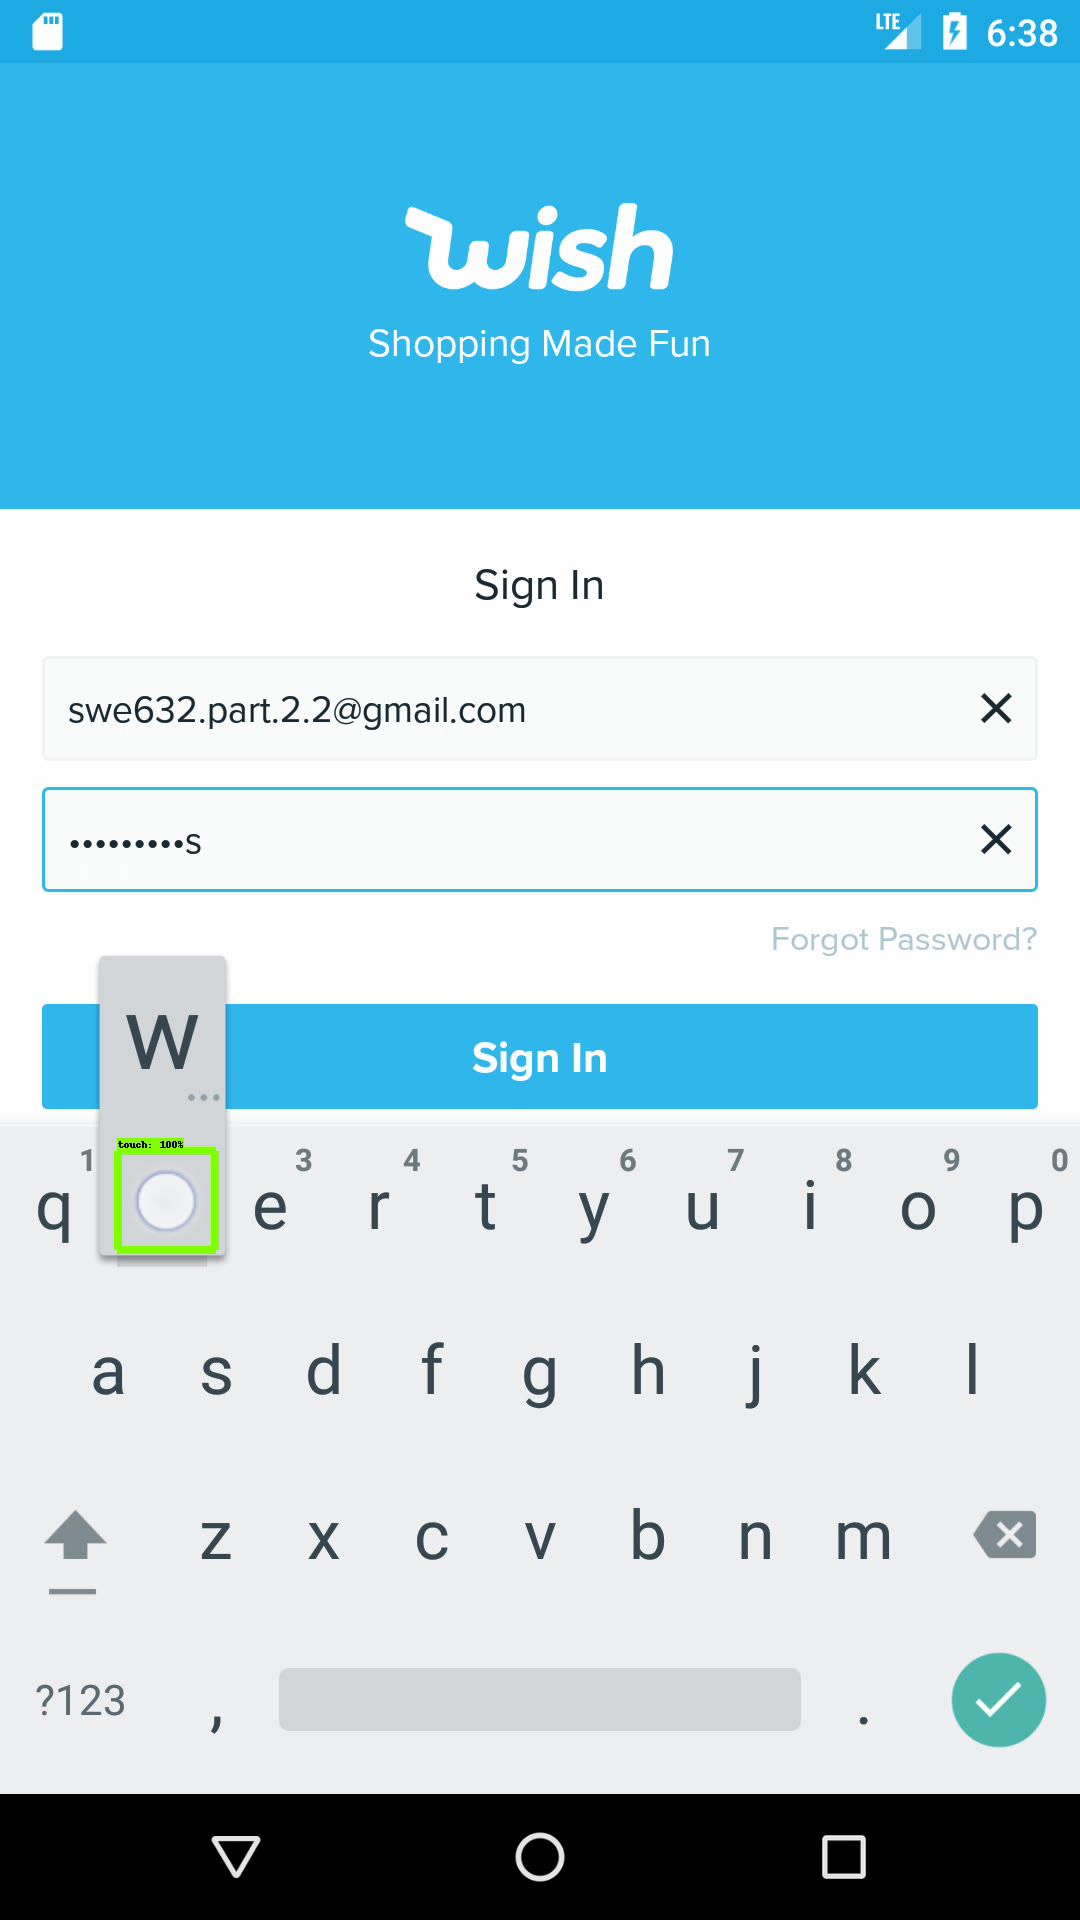 LTE 6:38
wish
Shopping Made Fun
Sign In
swe632.part.2.2@gmail.com
•••••••••s
Forgot Password?
Sign In
W
...
touch: 100%
1 3 4 5 6 7 8 9 0
q e r t y u i o p
a s d f g h j k l
z x c v b n m
?123 , .